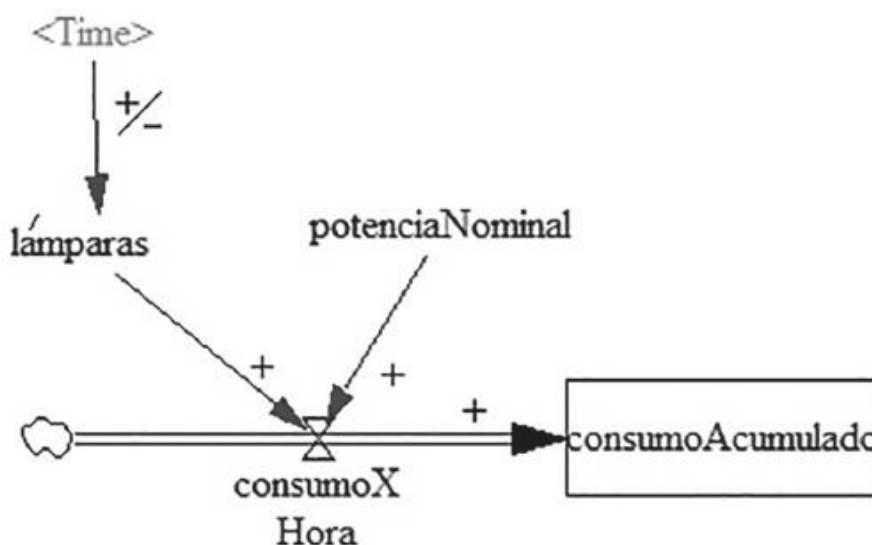 <Time>
+/-
lámparas
potenciaNominal
+
+
+
consumoAcumulado
consumoX
Hora